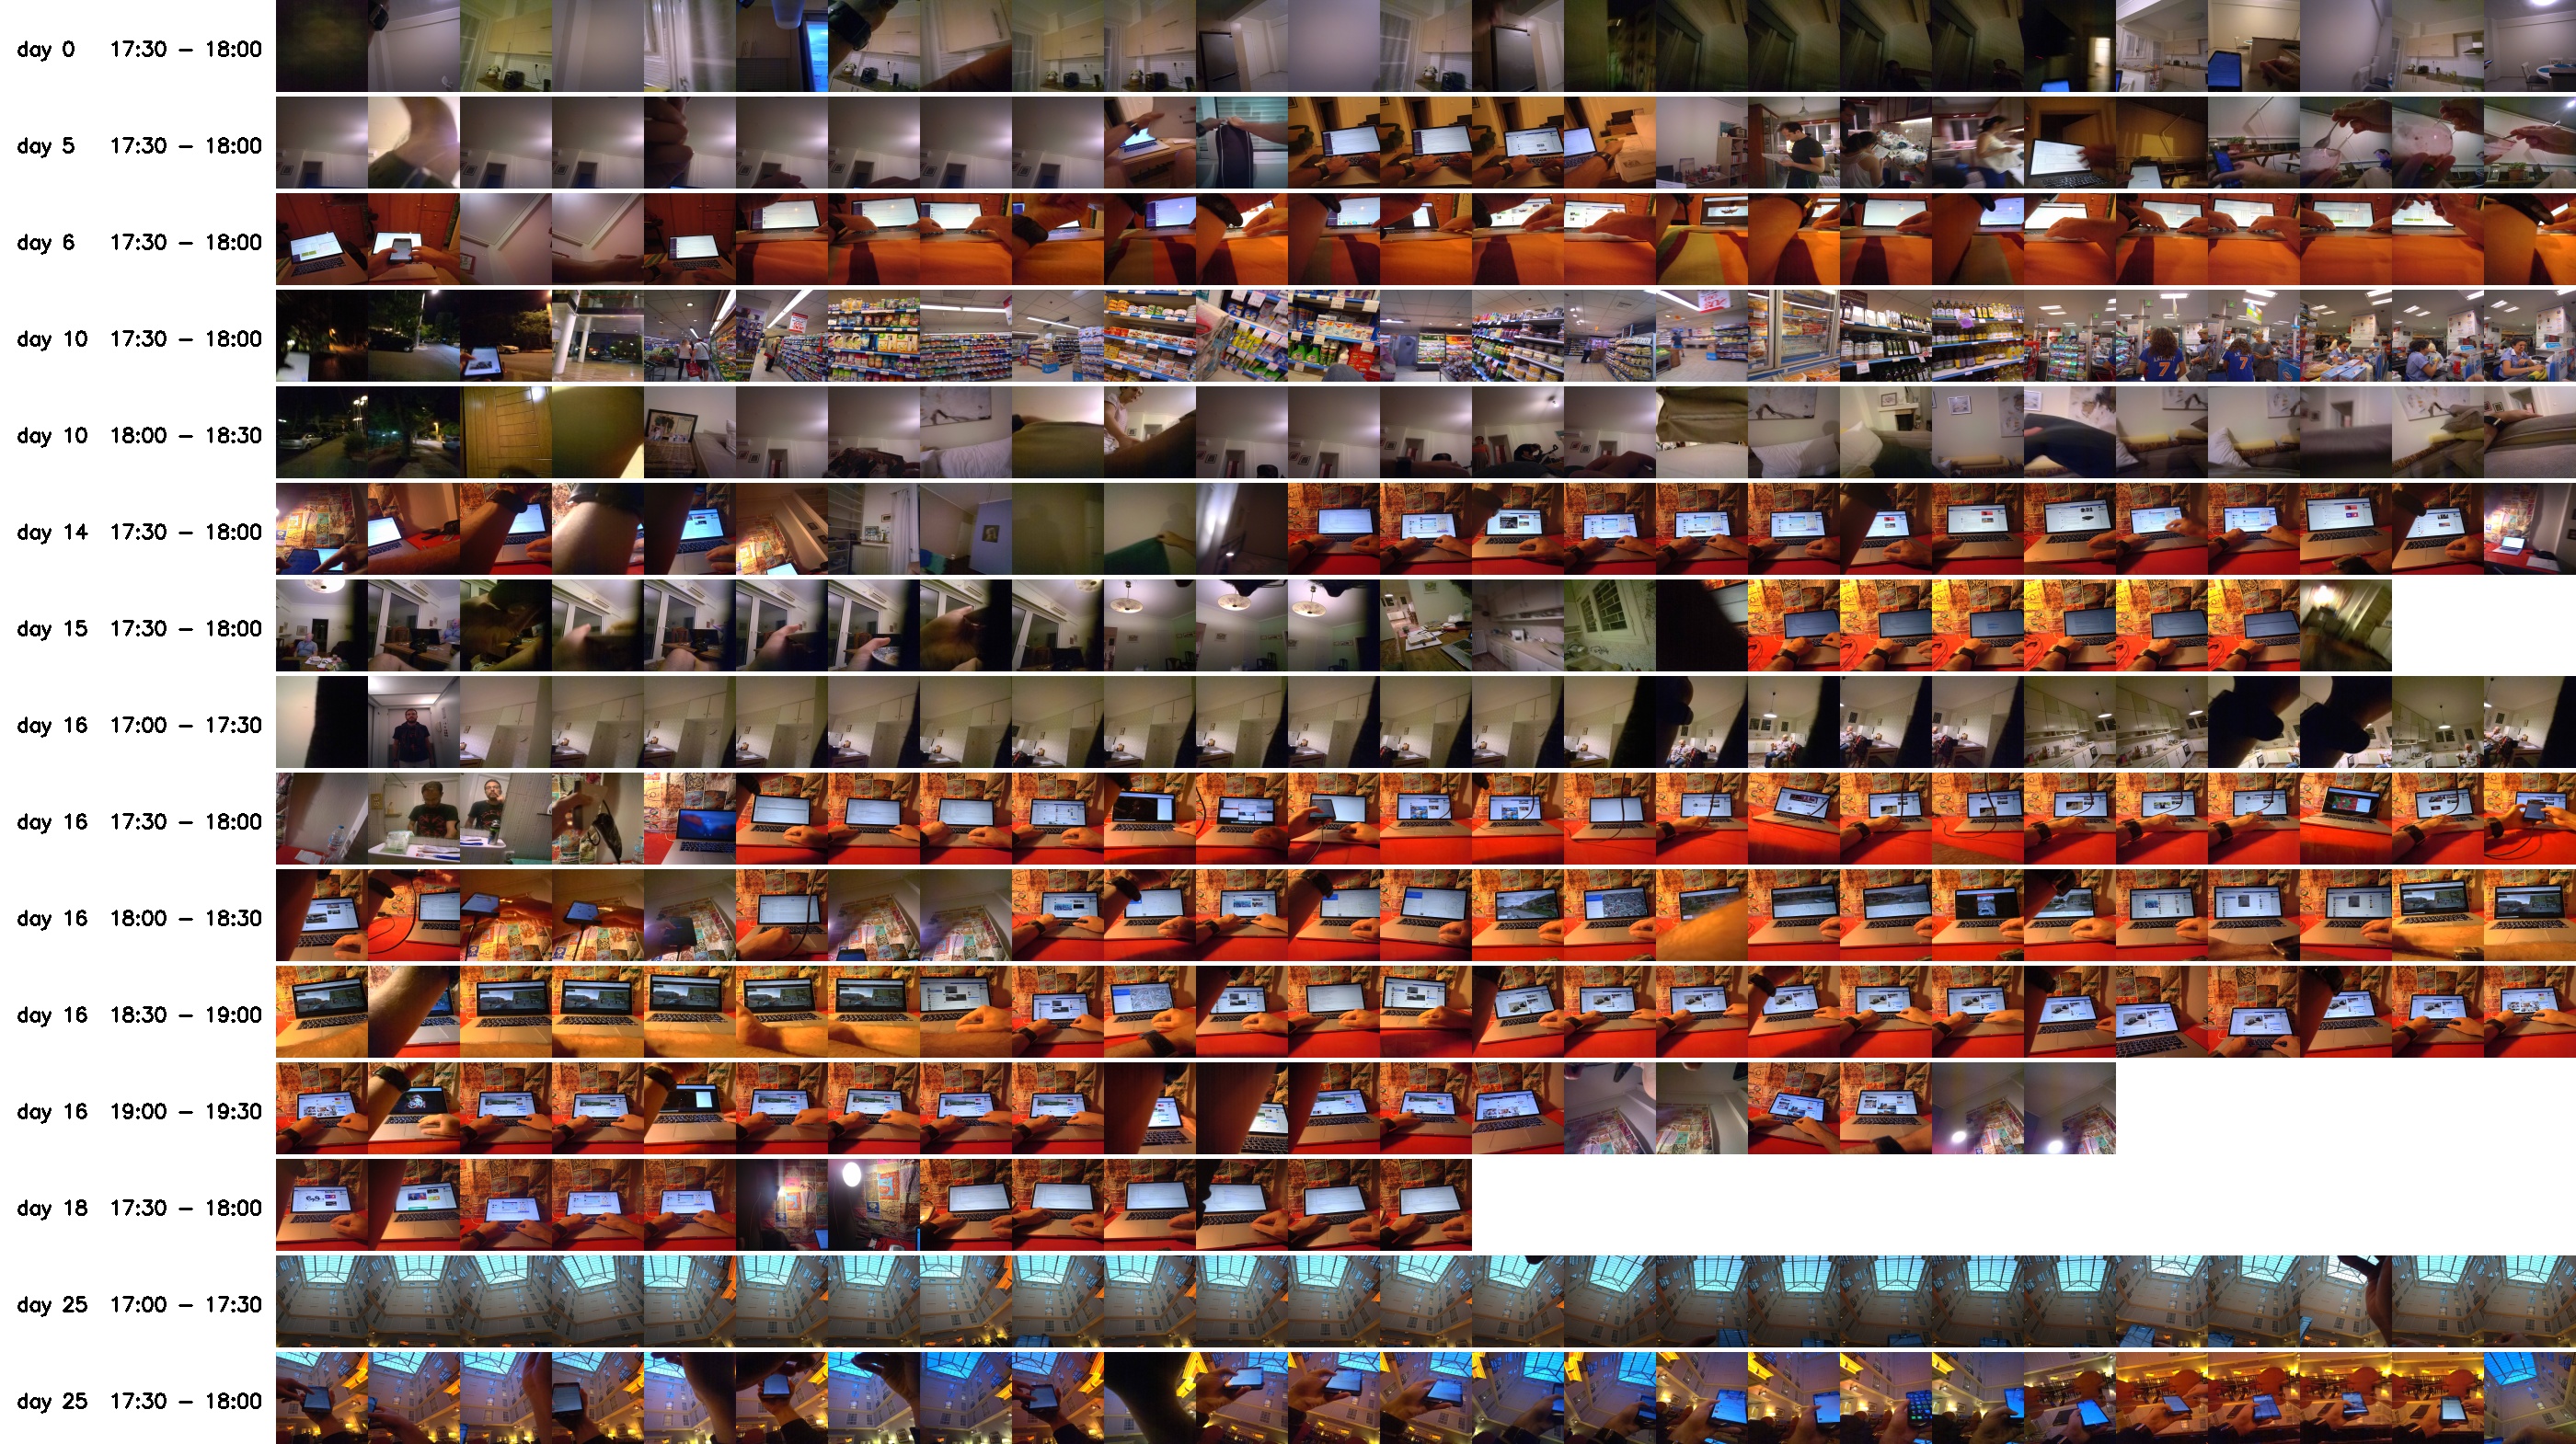 day 0 17:30 – 18:00
day 5 17:30 – 18:00
day 6 17:30 – 18:00
day 10 17:30 – 18:00
day 10 18:00 – 18:30
day 14 17:30 – 18:00
day 15 17:30 – 18:00
day 16 17:00 – 17:30
day 16 17:30 – 18:00
day 16 18:00 – 18:30
day 16 18:30 – 19:00
day 16 19:00 – 19:30
day 18 17:30 – 18:00
day 25 17:00 – 17:30
day 25 17:30 – 18:00